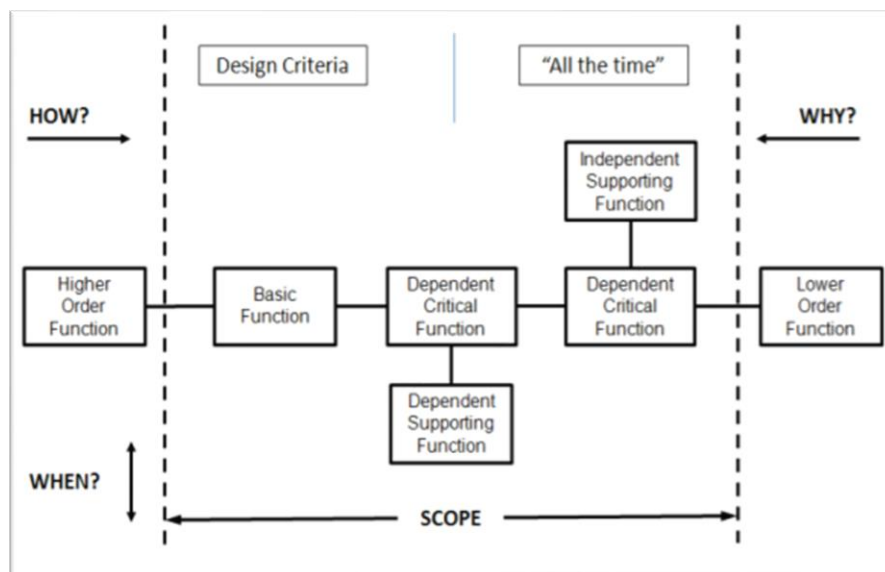 Design Criteria
“All the time”
HOW?
WHY?
Independent
Supporting
Function
Higher
Order
Function
Basic
Function
Dependent
Critical
Function
Dependent
Critical
Function
Lower
Order
Function
Dependent
Supporting
Function
WHEN?
SCOPE